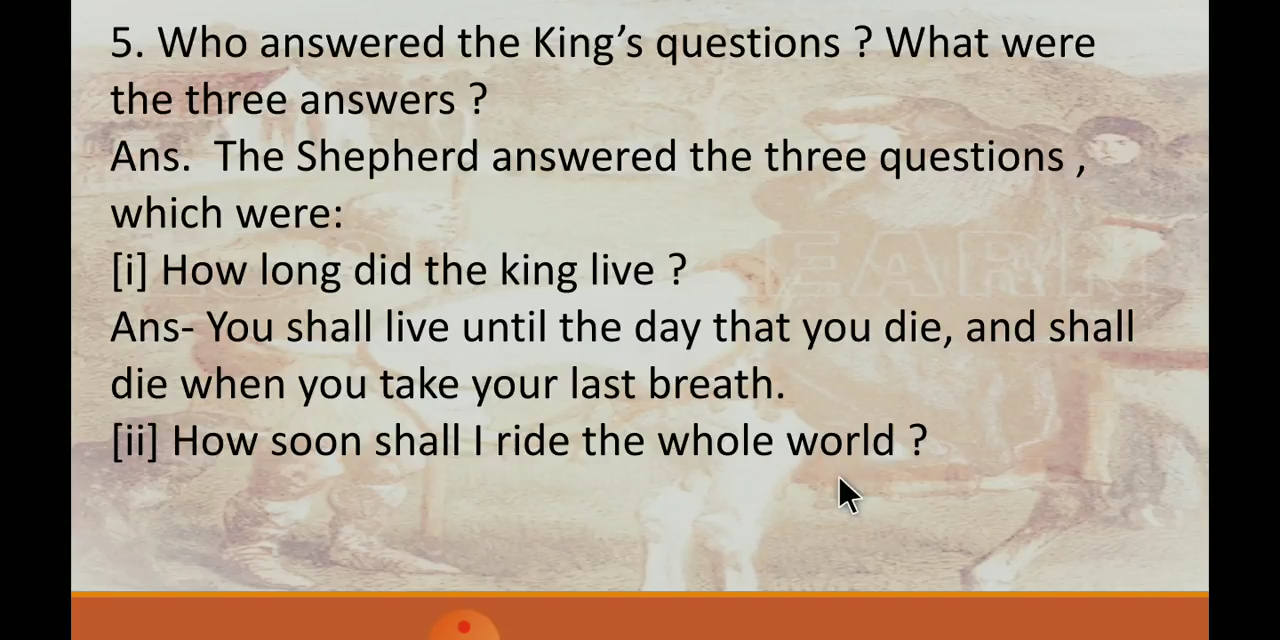 5. Who answered the King’s questions ? What were
the three answers ?
Ans.  The Shepherd answered the three questions ,
which were:
[i] How long did the king live ?
Ans- You shall live until the day that you die, and shall
die when you take your last breath.
[ii] How soon shall I ride the whole world ?